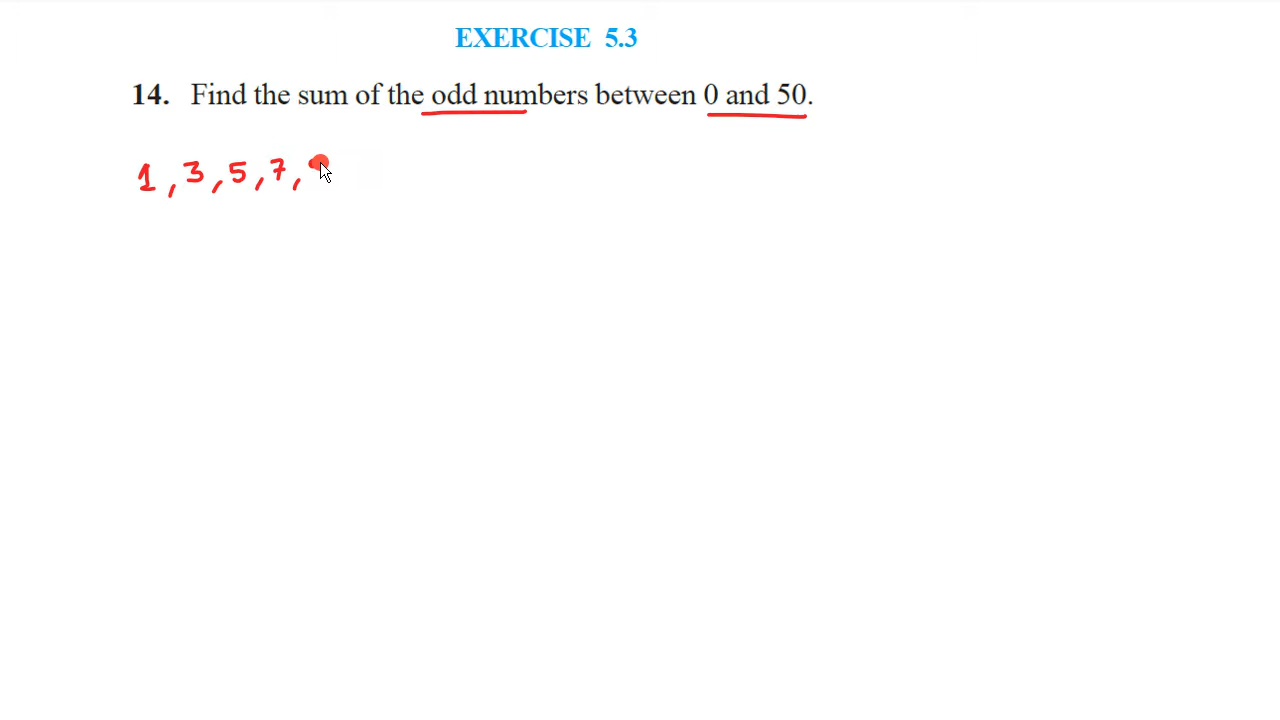 EXERCISE 5.3
14. Find the sum of the odd numbers between 0 and 50.
1, 3, 5, 7,